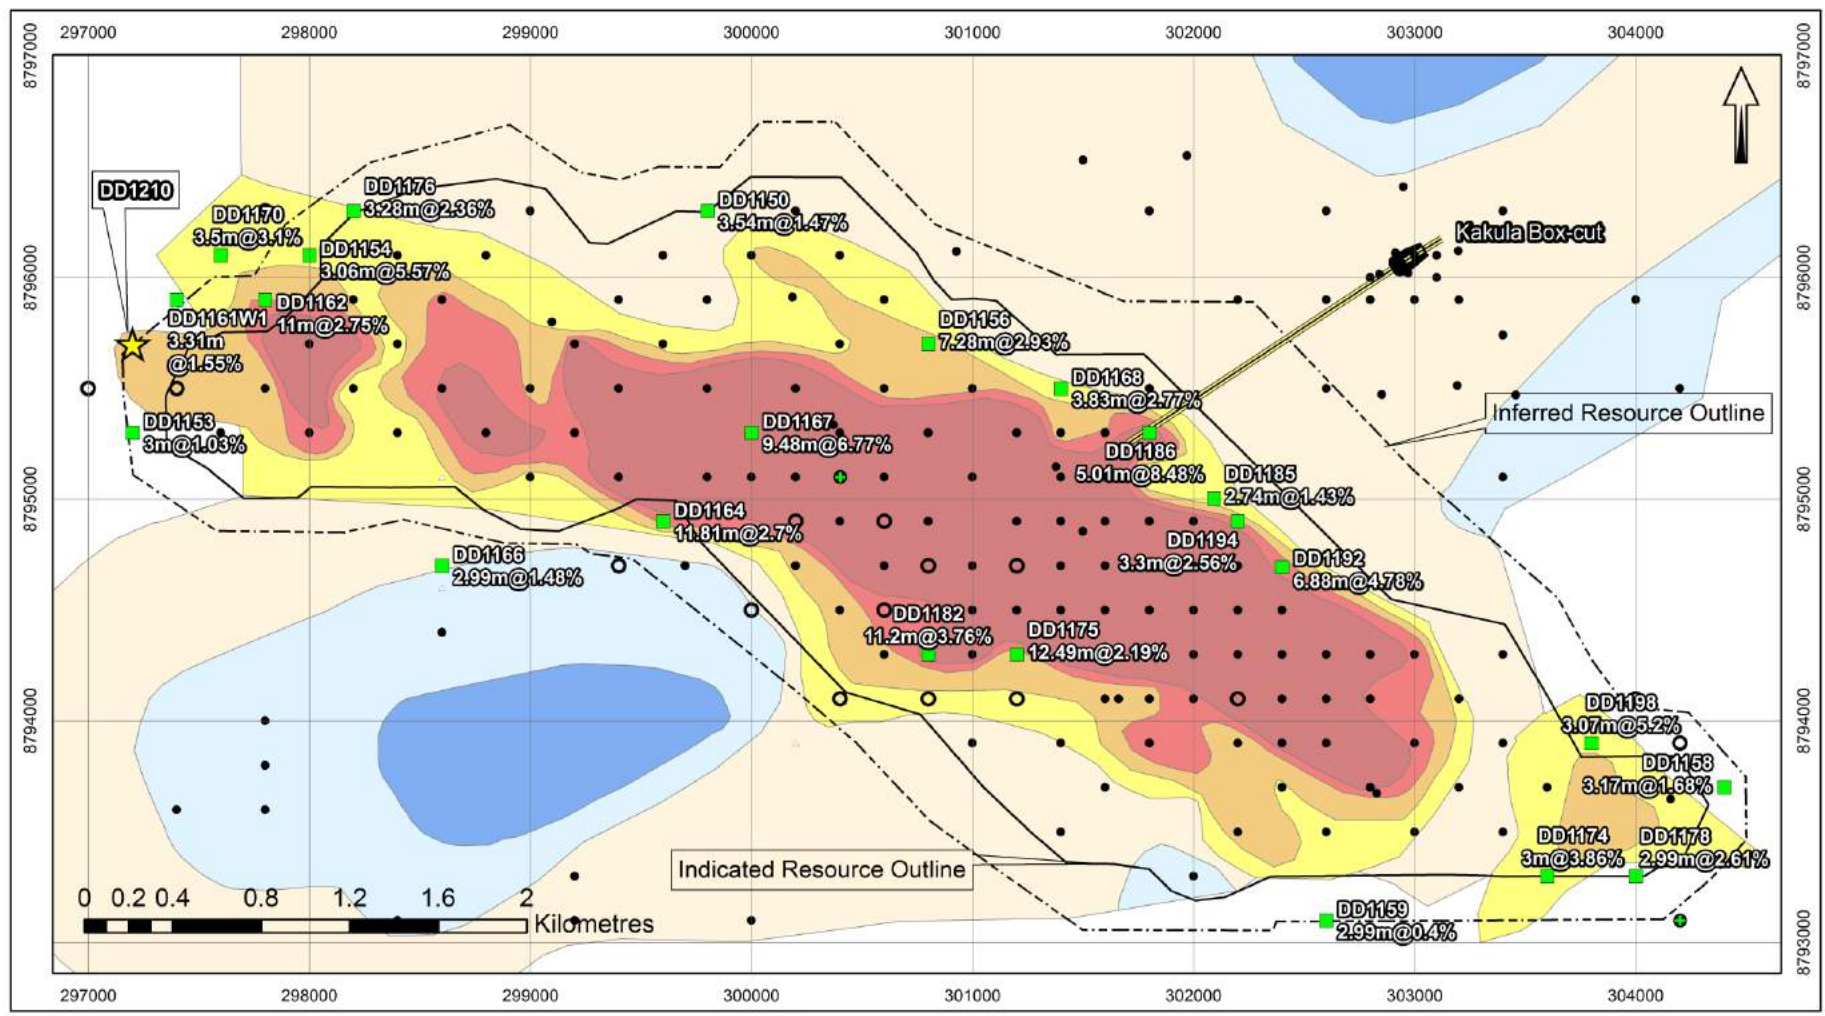 297000 298000 299000 300000 301000 302000 303000 304000
8797000 8797000
DD1210
DD1176
3.28m@2.36%
DD1150
3.54m@1.47%
DD1170
3.5m@3.1%
Kakula Box-cut
DD1154
3.06m@5.57%
8796000 8796000
DD1162
11m@2.75%
DD1161W1
3.31m
@1.55%
DD1156
7.28m@2.93%
DD1168
3.83m@2.77%
Inferred Resource Outline
DD1153
3m@1.03%
DD1167
9.48m@6.77%
DD1186
5.01m@8.48%
DD1185
2.74m@1.43%
8795000 8795000
DD1164
11.81m@2.7%
DD1194
3.3m@2.56%
DD1166
2.99m@1.48%
DD1192
6.88m@4.78%
DD1182
11.2m@3.76%
DD1175
12.49m@2.19%
8794000 8794000
DD1198
3.07m@5.2%
DD1158
3.17m@1.68%
DD1174
3m@3.86%
DD1178
2.99m@2.61%
Indicated Resource Outline
0 0.2 0.4 0.8 1.2 1.6 2
Kilometres
DD1159
2.99m@0.4%
8793000 8793000
297000 298000 299000 300000 301000 302000 303000 304000